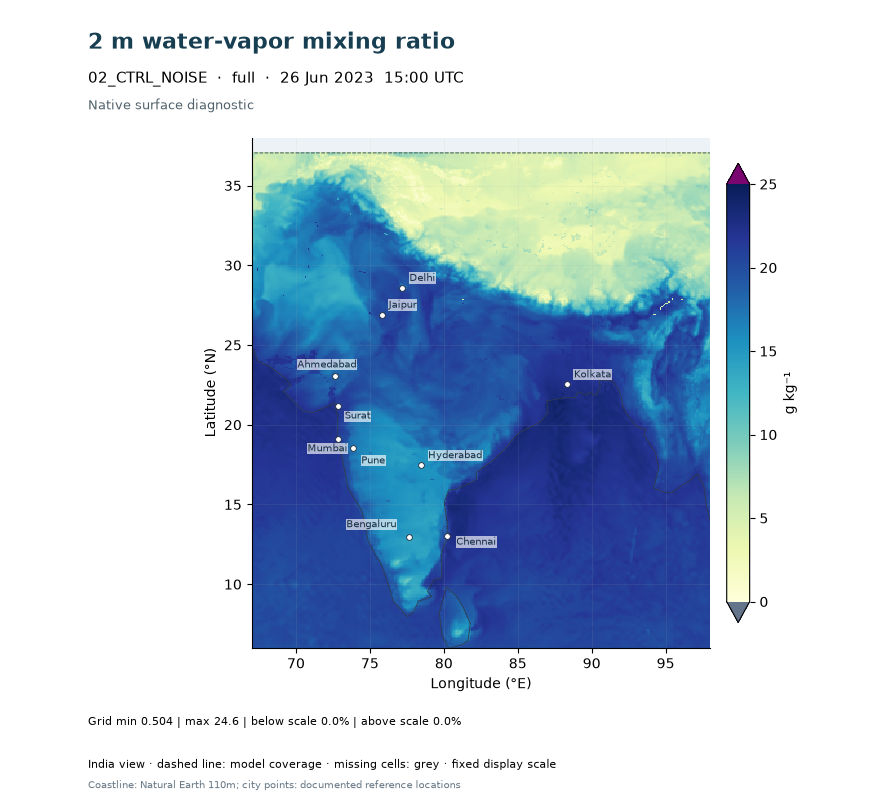 2 m water-vapor mixing ratio
02_CTRL_NOISE · full · 26 Jun 2023 15:00 UTC
Native surface diagnostic
35
30
25
20
15
10
Latitude (°N)
70
75
80
85
90
95
Longitude (°E)
Delhi
Jaipur
Ahmedabad
Kolkata
Surat
Mumbai
Pune
Hyderabad
Bengaluru
Chennai
25
20
15
10
5
0
g kg⁻¹
Grid min 0.504 | max 24.6 | below scale 0.0% | above scale 0.0%
India view · dashed line: model coverage · missing cells: grey · fixed display scale
Coastline: Natural Earth 110m; city points: documented reference locations